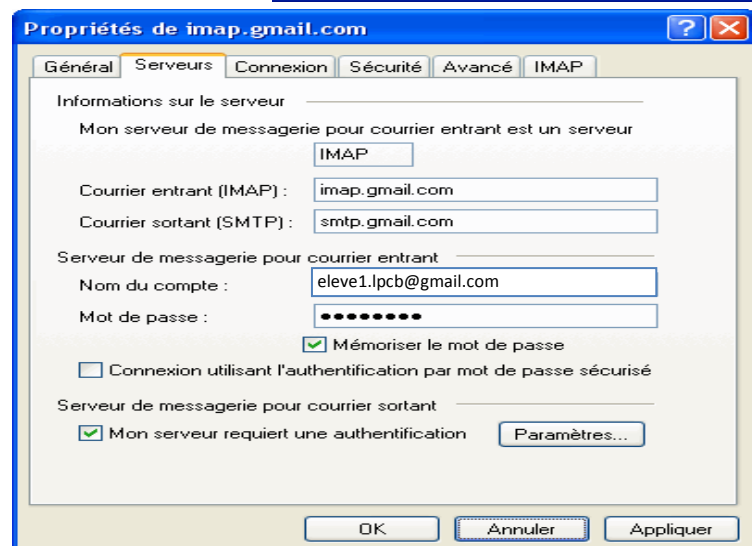 Propriétés de imap.gmail.com
Général Serveurs Connexion Sécurité Avancé IMAP
Informations sur le serveur
Mon serveur de messagerie pour courrier entrant est un serveur
IMAP
Courrier entrant (IMAP) : imap.gmail.com
Courrier sortant (SMTP) : smtp.gmail.com
Serveur de messagerie pour courrier entrant
Nom du compte : eleve1.lpcb@gmail.com
Mot de passe : ●●●●●●●●
Mémoriser le mot de passe
Connexion utilisant l'authentification par mot de passe sécurisé
Serveur de messagerie pour courrier sortant
Mon serveur requiert une authentification Paramètres...
OK Annuler Appliquer